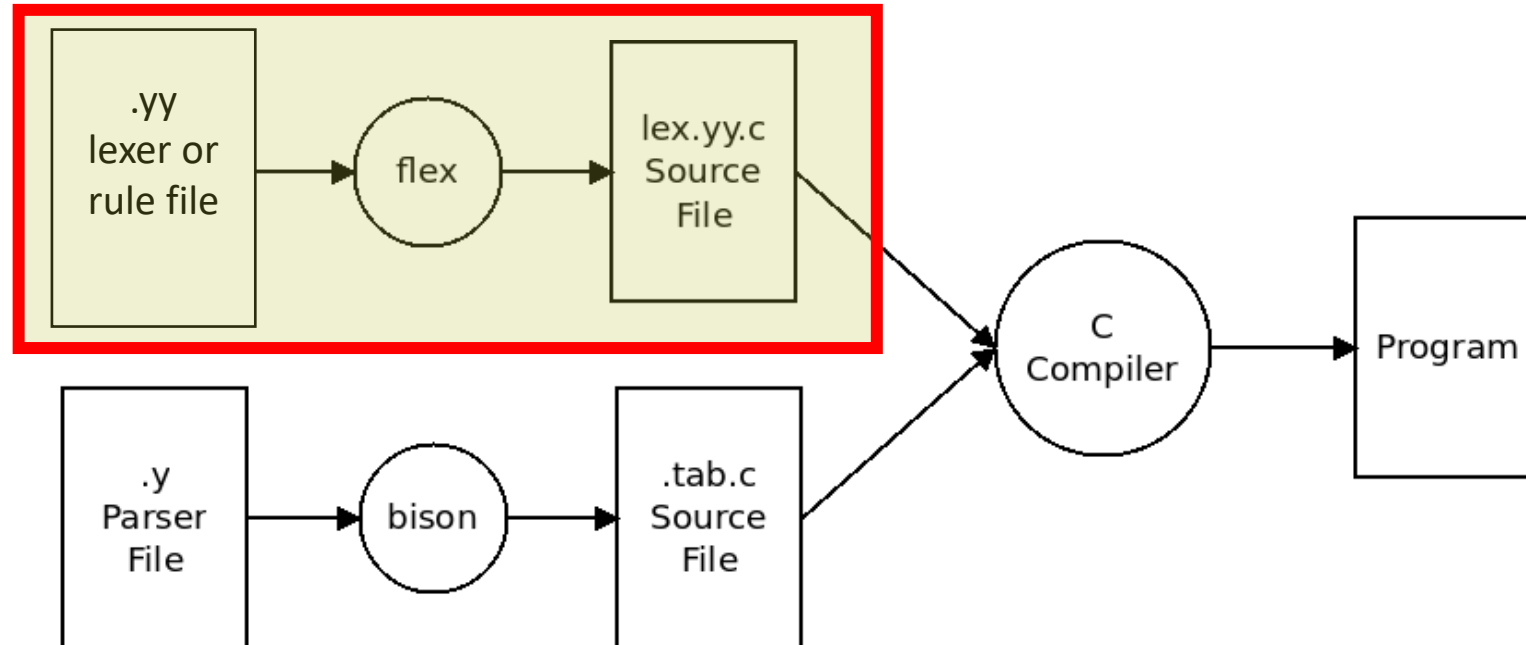 .yy
lexer or
rule file
flex
lex.yy.c
Source
File
C
Compiler
Program
.y
Parser
File
bison
.tab.c
Source
File